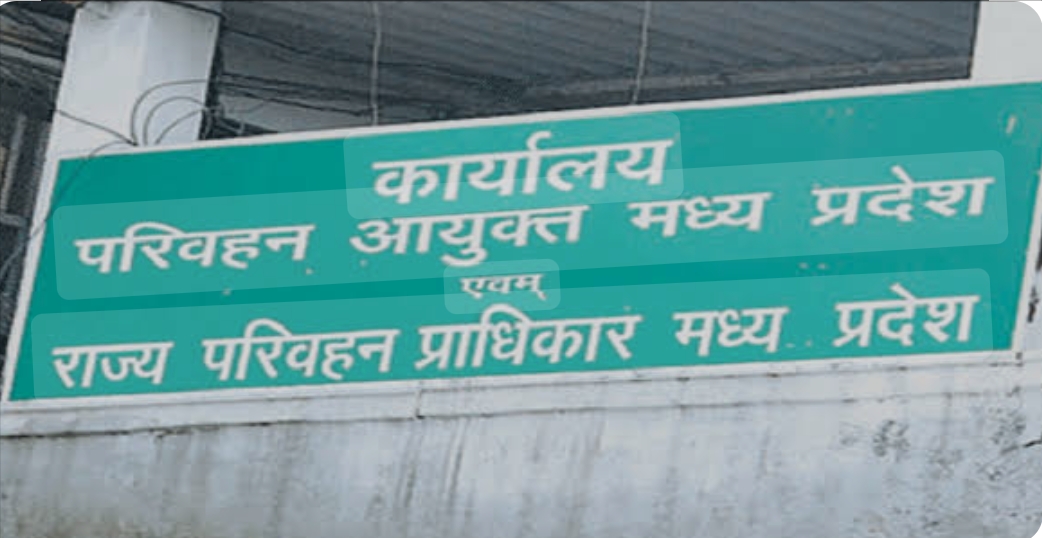 कार्यालय
परिवहन आयुक्त मध्य प्रदेश
एवम्
राज्य परिवहन प्राधिकार मध्य प्रदेश